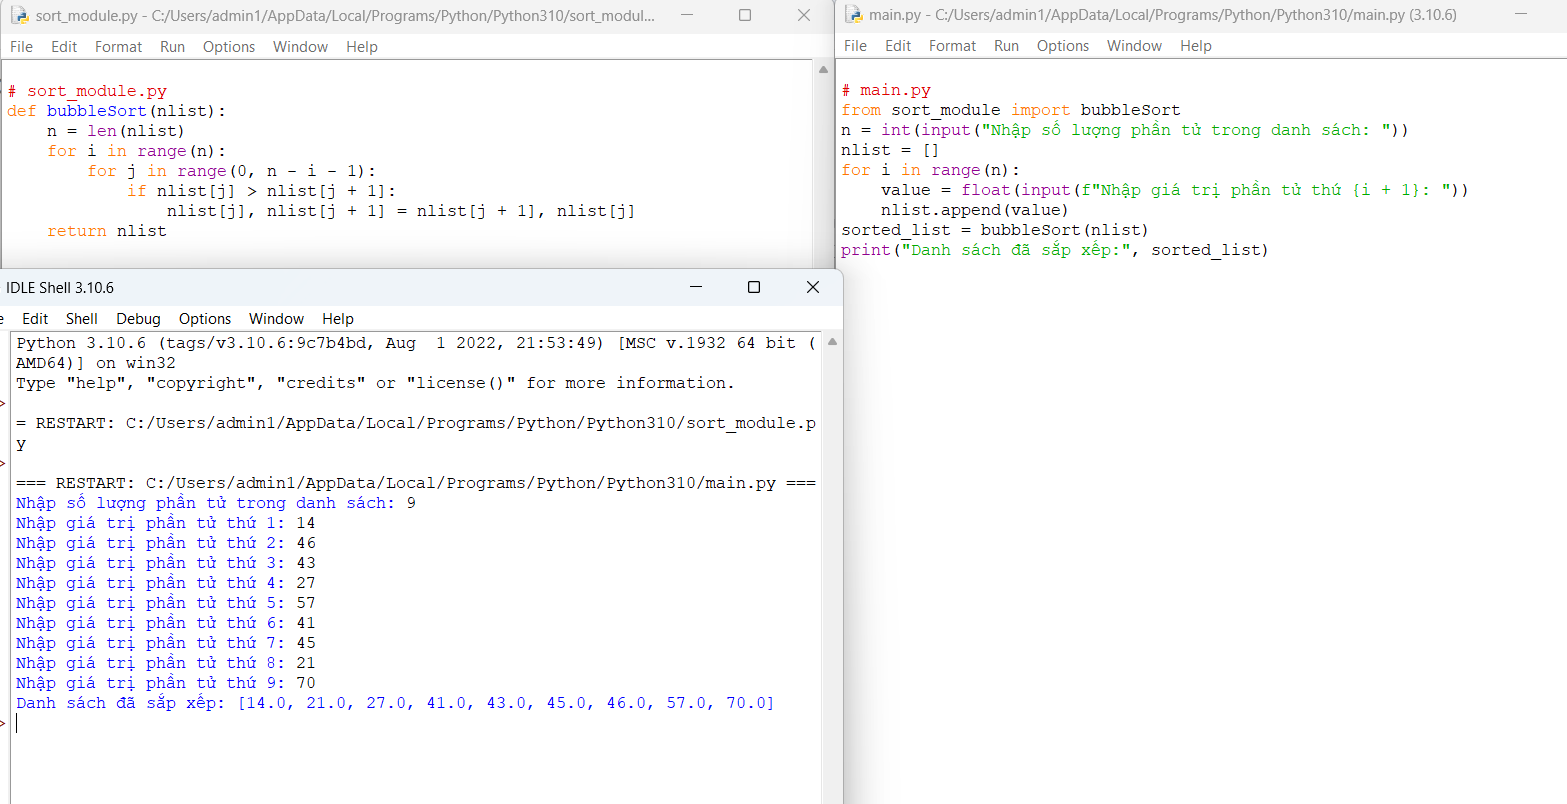 sort_module.py - C:/Users/admin1/AppData/Local/Programs/Python/Python310/sort_modul...
File Edit Format Run Options Window Help
# sort_module.py
def bubbleSort(nlist):
    n = len(nlist)
    for i in range(n):
        for j in range(0, n - i - 1):
            if nlist[j] > nlist[j + 1]:
                nlist[j], nlist[j + 1] = nlist[j + 1], nlist[j]
    return nlist
main.py - C:/Users/admin1/AppData/Local/Programs/Python/Python310/main.py (3.10.6)
File Edit Format Run Options Window Help
# main.py
from sort_module import bubbleSort
n = int(input("Nhập số lượng phần tử trong danh sách: "))
nlist = []
for i in range(n):
    value = float(input(f"Nhập giá trị phần tử thứ {i + 1}: "))
    nlist.append(value)
sorted_list = bubbleSort(nlist)
print("Danh sách đã sắp xếp:", sorted_list)
IDLE Shell 3.10.6
e Edit Shell Debug Options Window Help
Python 3.10.6 (tags/v3.10.6:9c7b4bd, Aug  1 2022, 21:53:49) [MSC v.1932 64 bit (
AMD64)] on win32
Type "help", "copyright", "credits" or "license()" for more information.
>
= RESTART: C:/Users/admin1/AppData/Local/Programs/Python/Python310/sort_module.p
y
>
=== RESTART: C:/Users/admin1/AppData/Local/Programs/Python/Python310/main.py ===
Nhập số lượng phần tử trong danh sách: 9
Nhập giá trị phần tử thứ 1: 14
Nhập giá trị phần tử thứ 2: 46
Nhập giá trị phần tử thứ 3: 43
Nhập giá trị phần tử thứ 4: 27
Nhập giá trị phần tử thứ 5: 57
Nhập giá trị phần tử thứ 6: 41
Nhập giá trị phần tử thứ 7: 45
Nhập giá trị phần tử thứ 8: 21
Nhập giá trị phần tử thứ 9: 70
Danh sách đã sắp xếp: [14.0, 21.0, 27.0, 41.0, 43.0, 45.0, 46.0, 57.0, 70.0]
>